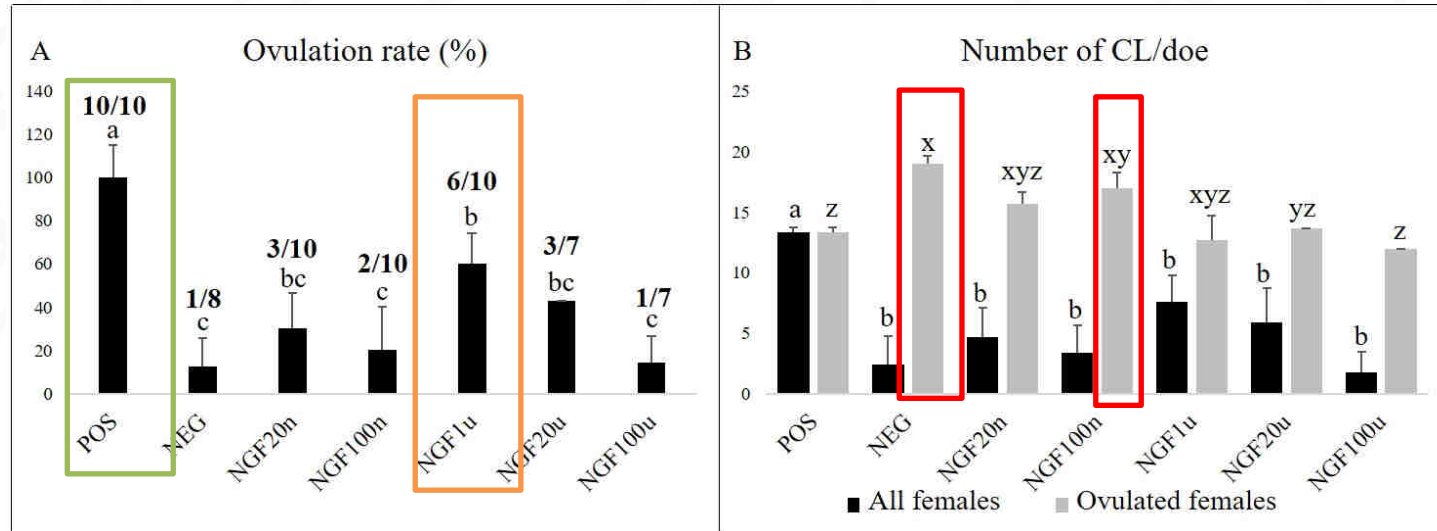 A Ovulation rate (%)
140
120
100
80
60
40
20
0
10/10
a
1/8
c
3/10
bc
2/10
c
6/10
b
3/7
bc
1/7
c
POS NEG NGF20n NGF100n NGF1u NGF20u NGF100u
B Number of CL/doe
25
20
15
10
5
0
a z
b x
b xyz
b xy
b xyz
b yz
b z
POS NEG NGF20n NGF100n NGF1u NGF20u NGF100u
All females Ovulated females